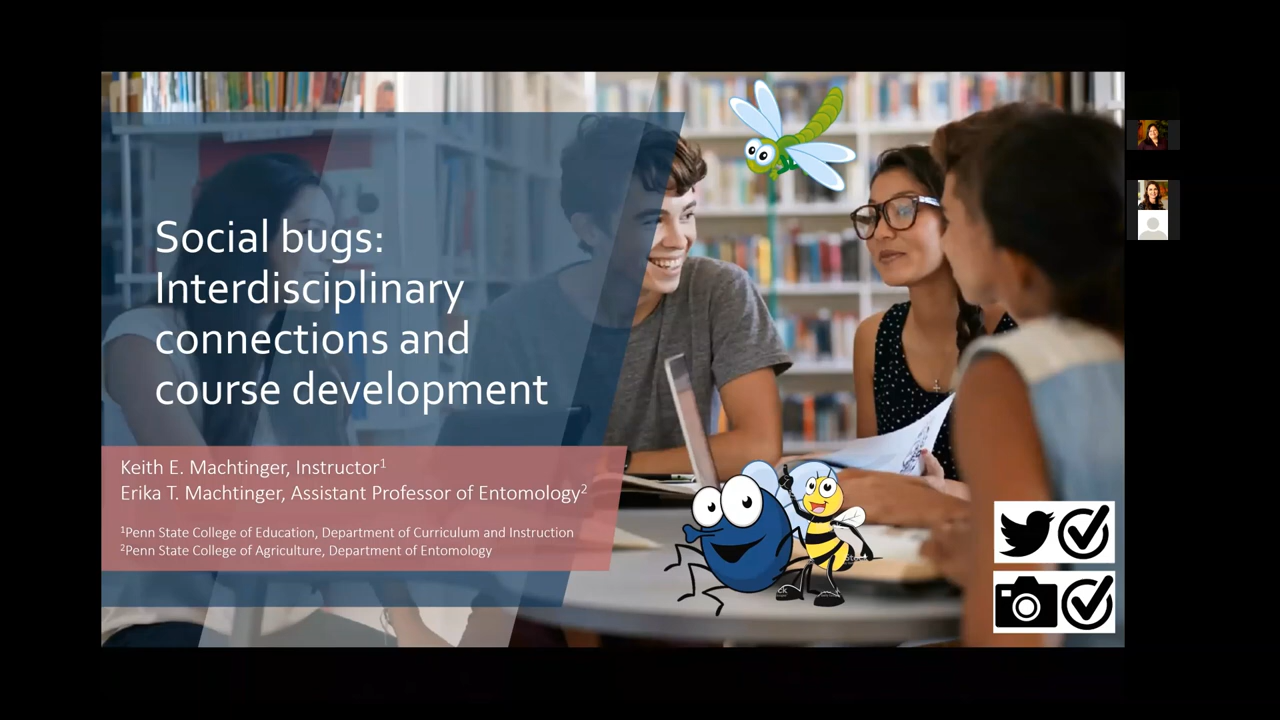 Social bugs:
Interdisciplinary
connections and
course development
Keith E. Machtinger, Instructor¹
Erika T. Machtinger, Assistant Professor of Entomology²
¹Penn State College of Education, Department of Curriculum and Instruction
²Penn State College of Agriculture, Department of Entomology